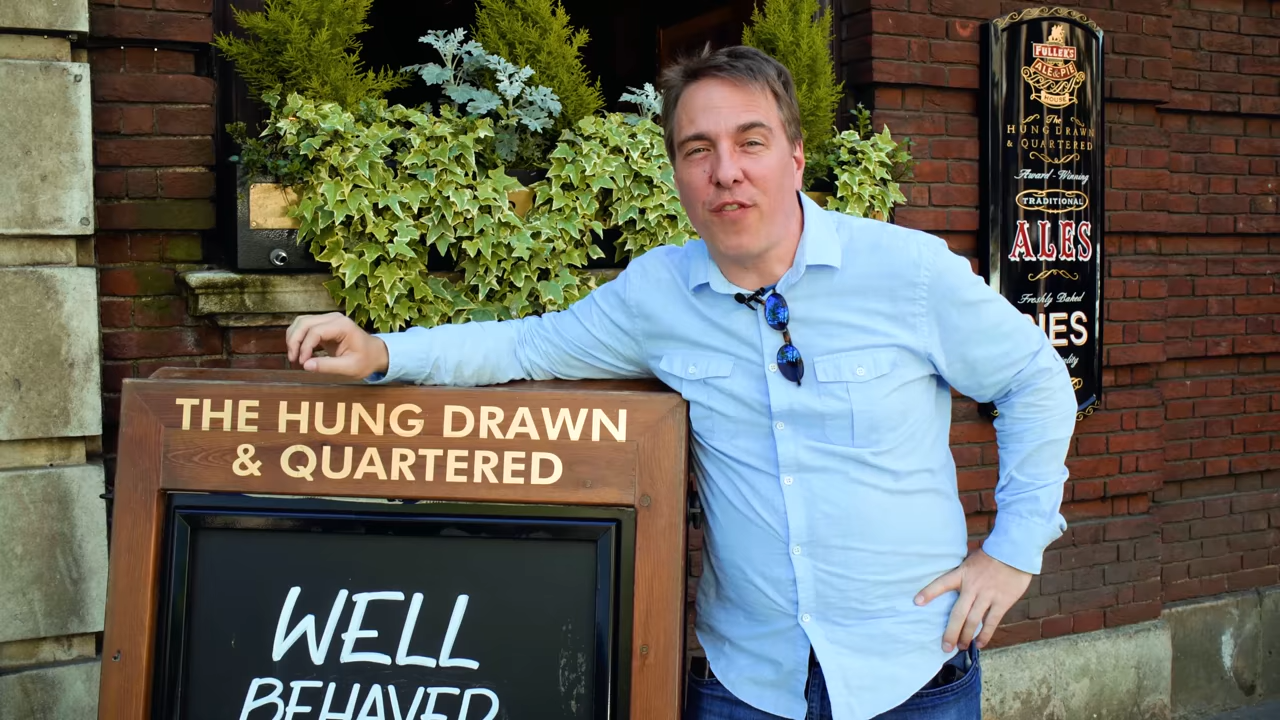 THE HUNG DRAWN
& QUARTERED
WELL
BEHAVED
FULLER'S
ALE & PIE
HOUSE
The
HUNG DRAWN
& QUARTERED
Award-Winning
TRADITIONAL
ALES
Freshly Baked